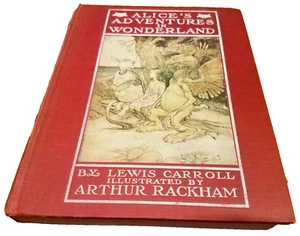 ALICE'S
ADVENTURES
IN
WONDERLAND
BY LEWIS CARROLL
ILLUSTRATED BY
ARTHUR RACKHAM